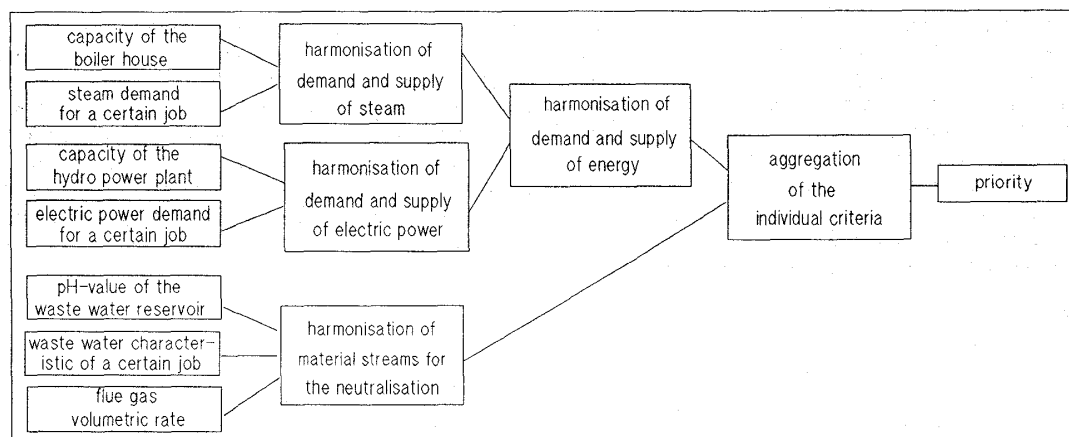 capacity of the
boiler house
steam demand
for a certain job
capacity of the
hydro power plant
electric power demand
for a certain job
pH-value of the
waste water reservoir
waste water character-
istic of a certain job
flue gas
volumetric rate
harmonisation of
demand and supply
of steam
harmonisation of
demand and supply
of electric power
harmonisation of
material streams for
the neutralisation
harmonisation of
demand and supply
of energy
aggregation
of the
individual criteria
priority